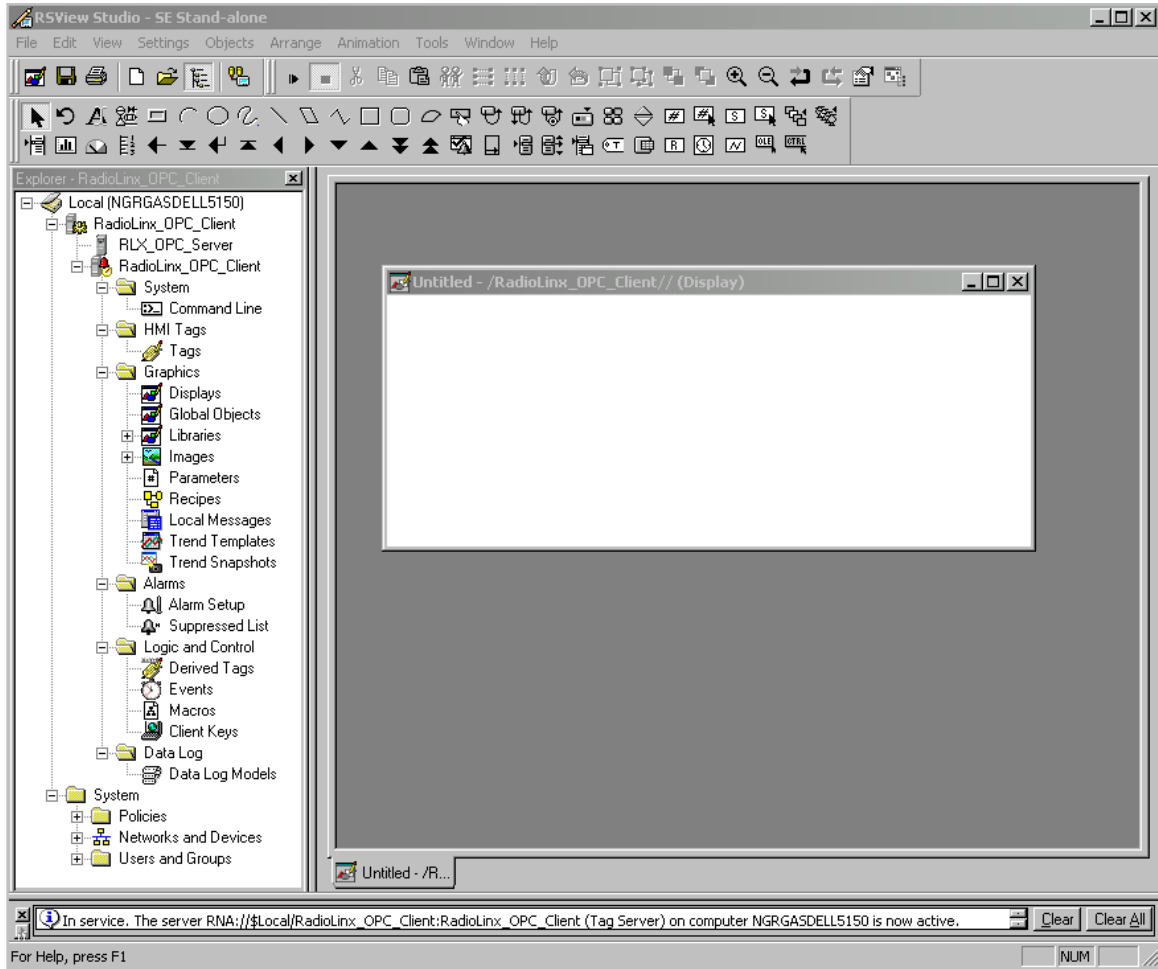 RSView Studio - SE Stand-alone
File Edit View Settings Objects Arrange Animation Tools Window Help
Explorer - RadioLinx_OPC_Client
Local (NGRGASDELL5150)
RadioLinx_OPC_Client
RLX_OPC_Server
RadioLinx_OPC_Client
System
Command Line
HMI Tags
Tags
Graphics
Displays
Global Objects
Libraries
Images
Parameters
Recipes
Local Messages
Trend Templates
Trend Snapshots
Alarms
Alarm Setup
Suppressed List
Logic and Control
Derived Tags
Events
Macros
Client Keys
Data Log
Data Log Models
System
Policies
Networks and Devices
Users and Groups
Untitled - /RadioLinx_OPC_Client// (Display)
Untitled - /R...
In service. The server RNA://$Local/RadioLinx_OPC_Client:RadioLinx_OPC_Client (Tag Server) on computer NGRGASDELL5150 is now active.
Clear Clear All
For Help, press F1
NUM